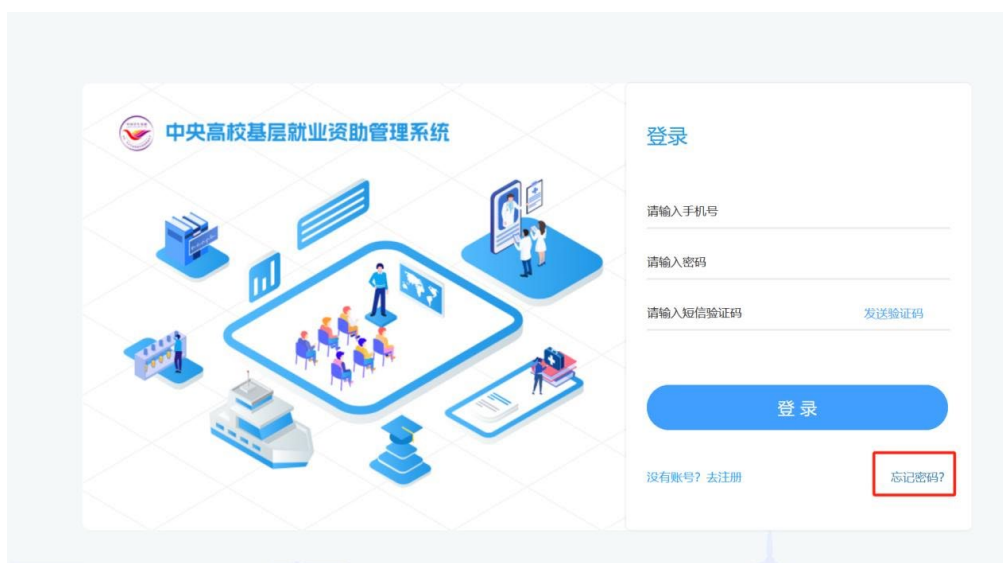 中央高校基层就业资助管理系统
登录
请输入手机号
请输入密码
请输入短信验证码 发送验证码
登录
没有账号？去注册 忘记密码?